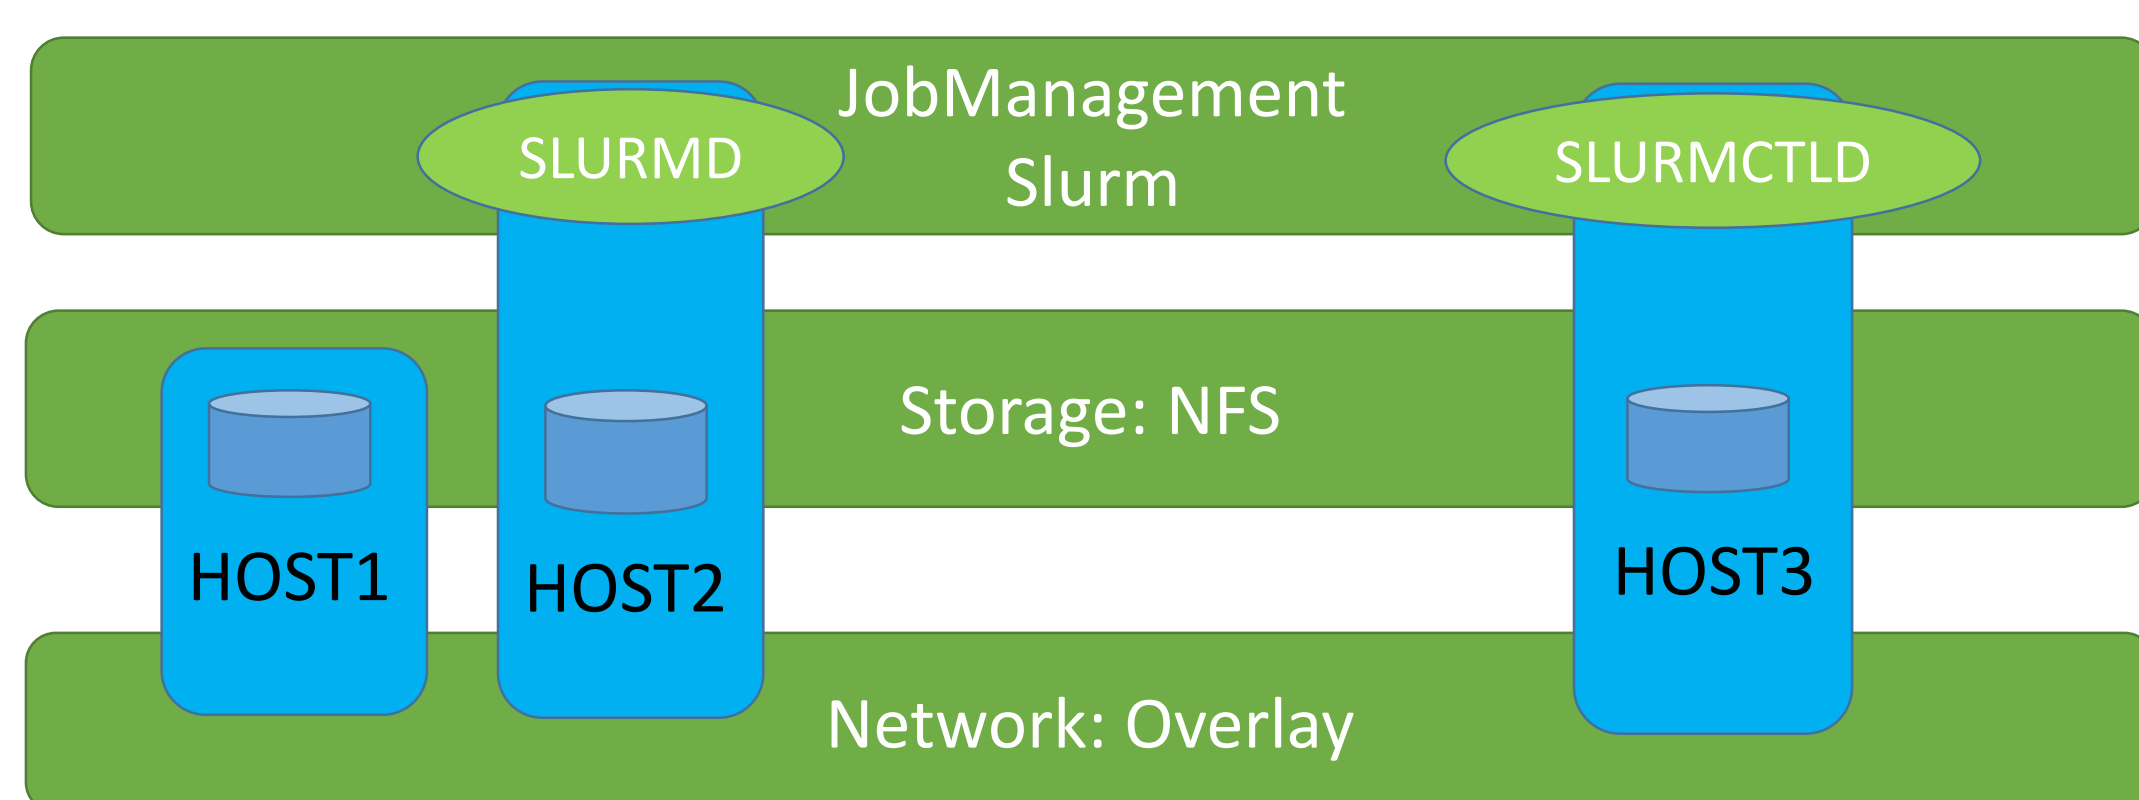 JobManagement
Slurm
SLURMD
SLURMCTLD
Storage: NFS
HOST1
HOST2
HOST3
Network: Overlay